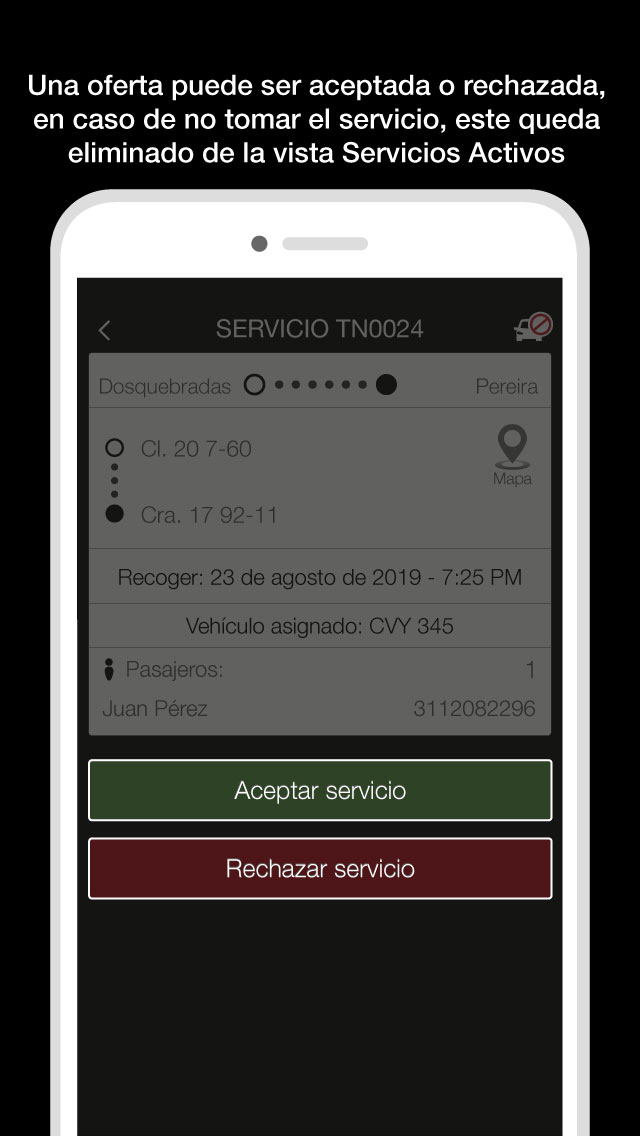 Una oferta puede ser aceptada o rechazada,
en caso de no tomar el servicio, este queda
eliminado de la vista Servicios Activos
SERVICIO TN0024
Dosquebradas Pereira
Cl. 20 7-60
Mapa
Cra. 17 92-11
Recoger: 23 de agosto de 2019 - 7:25 PM
Vehículo asignado: CVY 345
Pasajeros: 1
Juan Pérez 3112082296
Aceptar servicio
Rechazar servicio